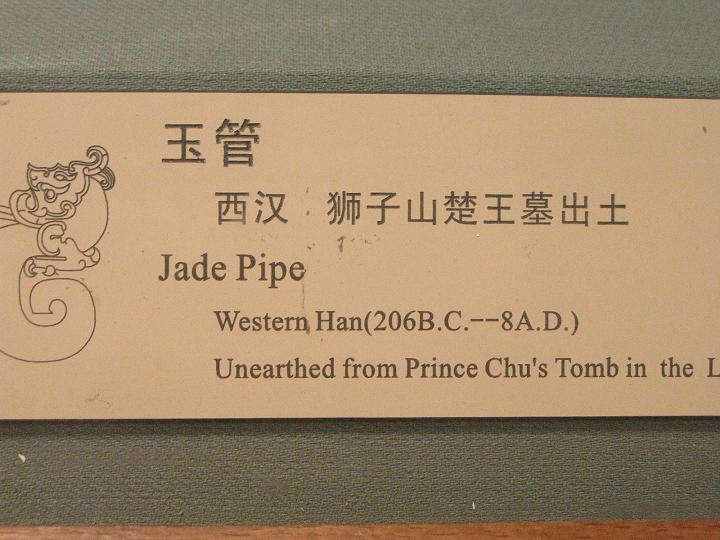 玉管
西汉 狮子山楚王墓出土
Jade Pipe
Western Han(206B.C.--8A.D.)
Unearthed from Prince Chu's Tomb in the L